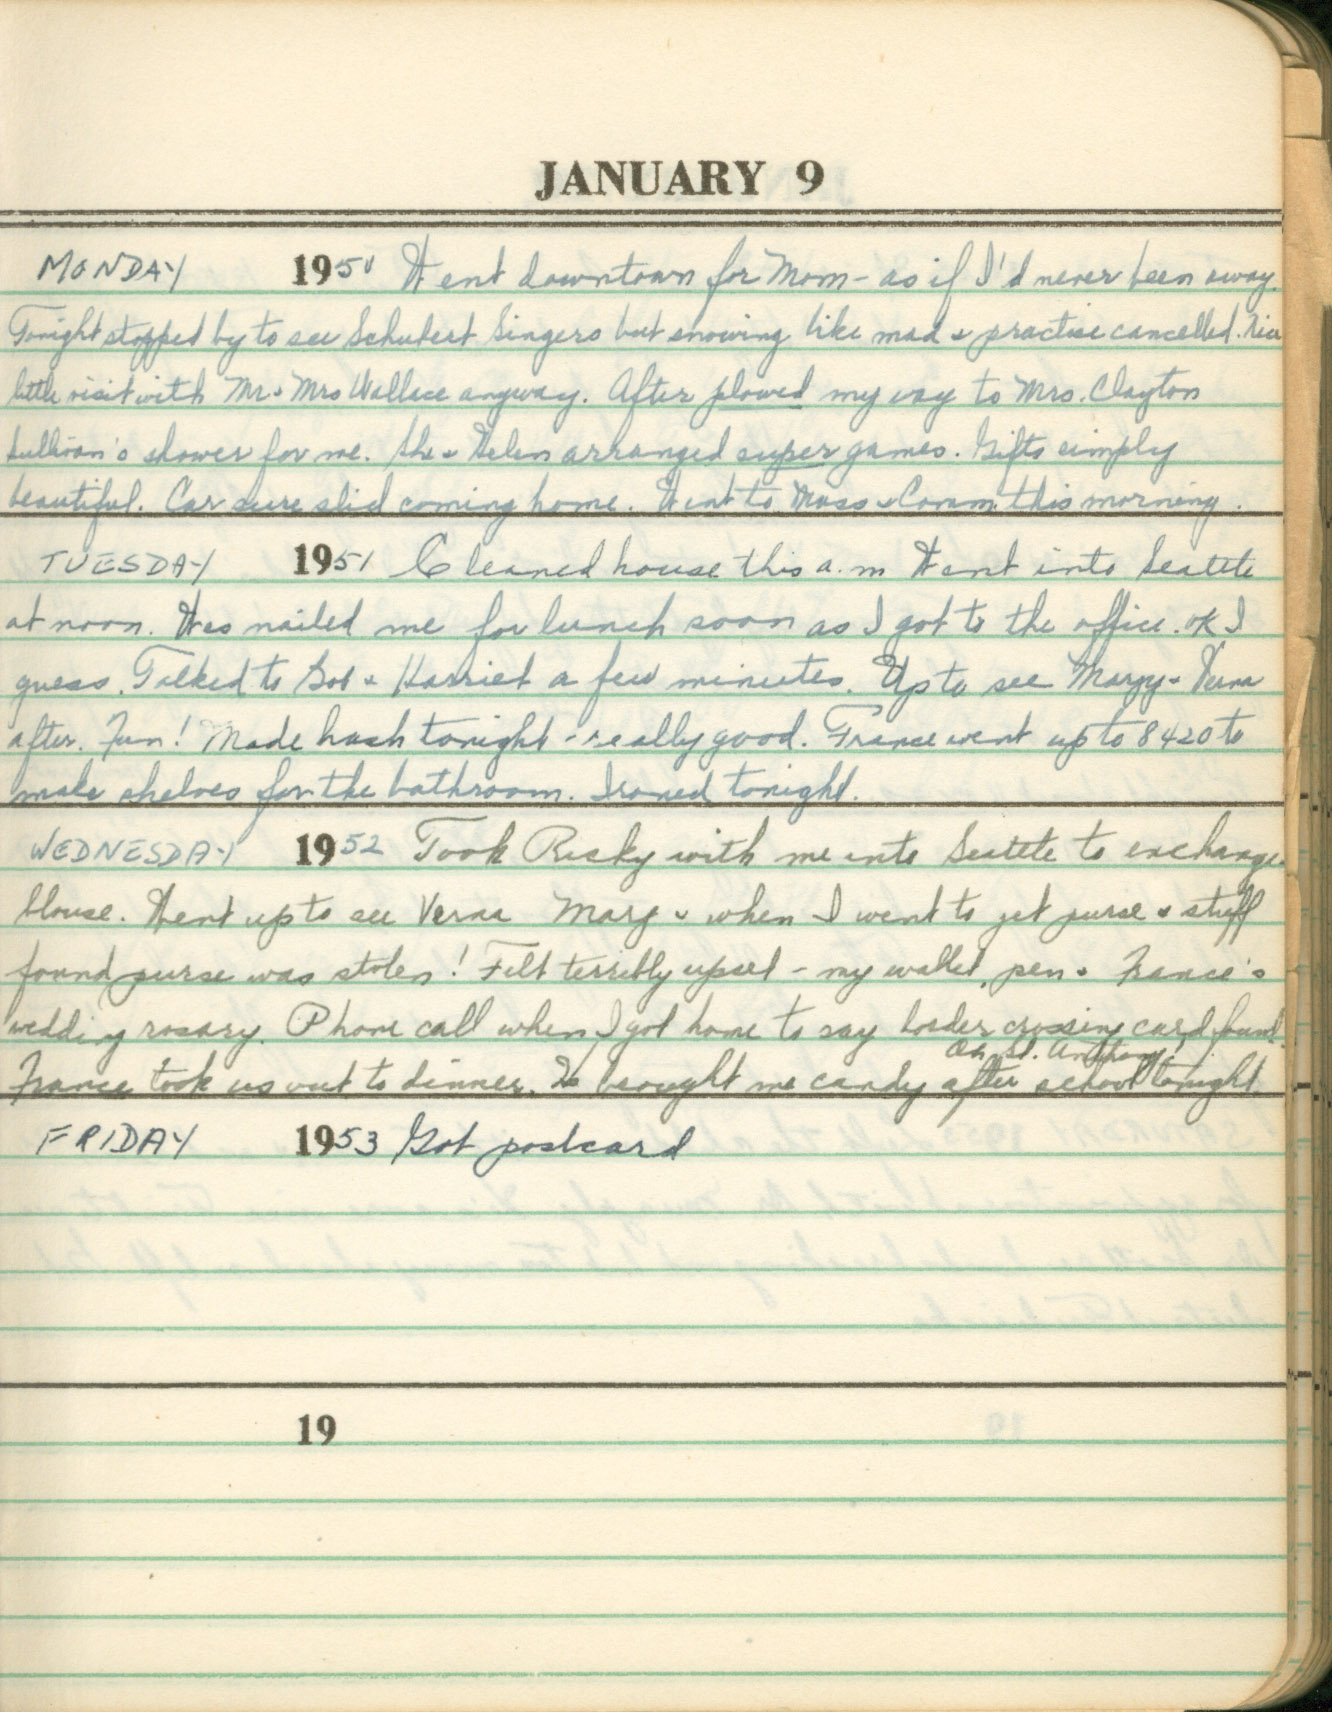 JANUARY 9
MONDAY 1950 Went downtown for Mom - as if I'd never been away.
Tonight stopped by to see Schubert Singers but snowing like mad & practise cancelled. Nice
little visit with Mr & Mrs Wallace anyway. After plowed my way to Mrs. Clayton
Sullivan's shower for me. She & Helen arranged super games. Gifts simply
beautiful. Car sure slid coming home. Went to Mass & Comm. this morning.
TUESDAY 1951 Cleaned house this a.m Went into Seattle
at noon. Wes nailed me for lunch soon as I got to the office. OK I
guess. Talked to Bob & Harriet a few minutes. Up to see Margy & Verna
after. Fun! Made hash tonight - really good. France went up to 8420 to
make shelves for the bathroom. Ironed tonight.
WEDNESDAY 1952 Took Ricky with me into Seattle to exchange
blouse. Went up to see Verna Marg & when I went to get purse & stuff
found purse was stolen! Felt terribly upset - my wallet, pen & France's
wedding rosary. Phone call when I got home to say border crossing card found.
Oh, St. Anthony!
France took us out to dinner. He brought me candy after school tonight.
FRIDAY 1953 Got postcard
19